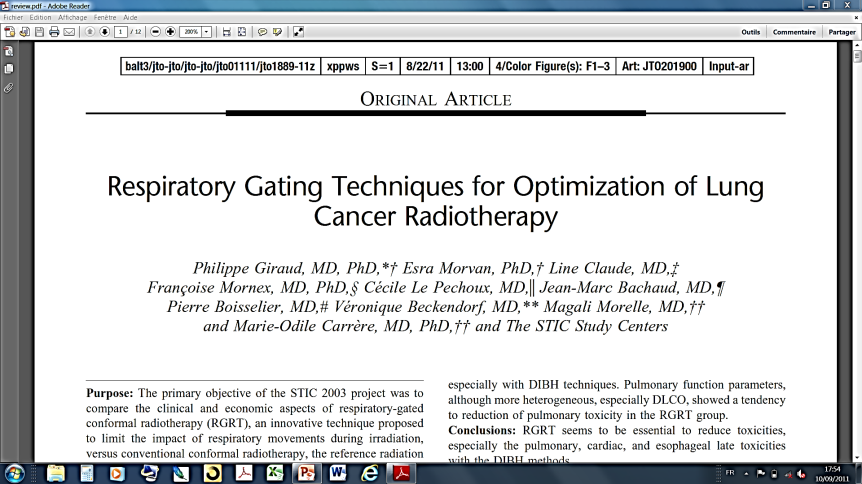 review.pdf - Adobe Reader
Fichier Edition Affichage Fenêtre Aide
1 / 12 200% Outils Commentaire Partager
balt3/jto-jto/jto-jto/jto01111/jto1889-11z xppws S=1 8/22/11 13:00 4/Color Figure(s): F1–3 Art: JTO201900 Input-ar
ORIGINAL ARTICLE
Respiratory Gating Techniques for Optimization of Lung
Cancer Radiotherapy
Philippe Giraud, MD, PhD,*† Esra Morvan, PhD,† Line Claude, MD,‡
Françoise Mornex, MD, PhD,§ Cécile Le Pechoux, MD,‖ Jean-Marc Bachaud, MD,¶
Pierre Boisselier, MD,# Véronique Beckendorf, MD,** Magali Morelle, MD,††
and Marie-Odile Carrère, MD, PhD,†† and The STIC Study Centers
Purpose: The primary objective of the STIC 2003 project was to
compare the clinical and economic aspects of respiratory-gated
conformal radiotherapy (RGRT), an innovative technique proposed
to limit the impact of respiratory movements during irradiation,
versus conventional conformal radiotherapy, the reference radiation
especially with DIBH techniques. Pulmonary function parameters,
although more heterogeneous, especially DLCO, showed a tendency
to reduction of pulmonary toxicity in the RGRT group.
Conclusions: RGRT seems to be essential to reduce toxicities,
especially the pulmonary, cardiac, and esophageal late toxicities
with the DIBH methods.
FR 17:54
10/09/2011